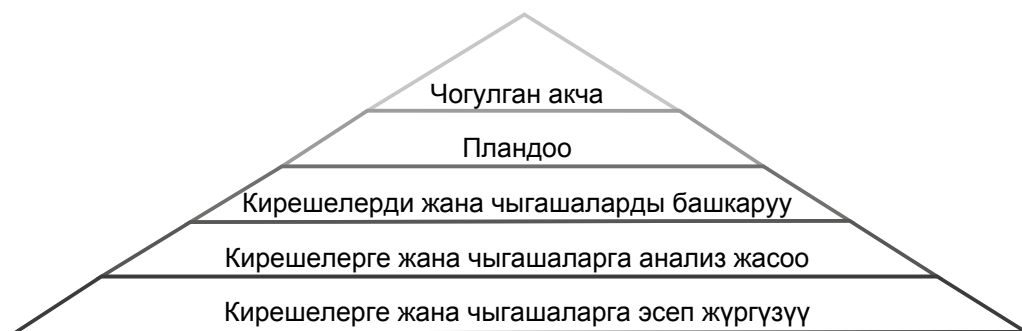 Чогулган акча
Пландоо
Кирешелерди жана чыгашаларды башкаруу
Кирешелерге жана чыгашаларга анализ жасоо
Кирешелерге жана чыгашаларга эсеп жүргүзүү